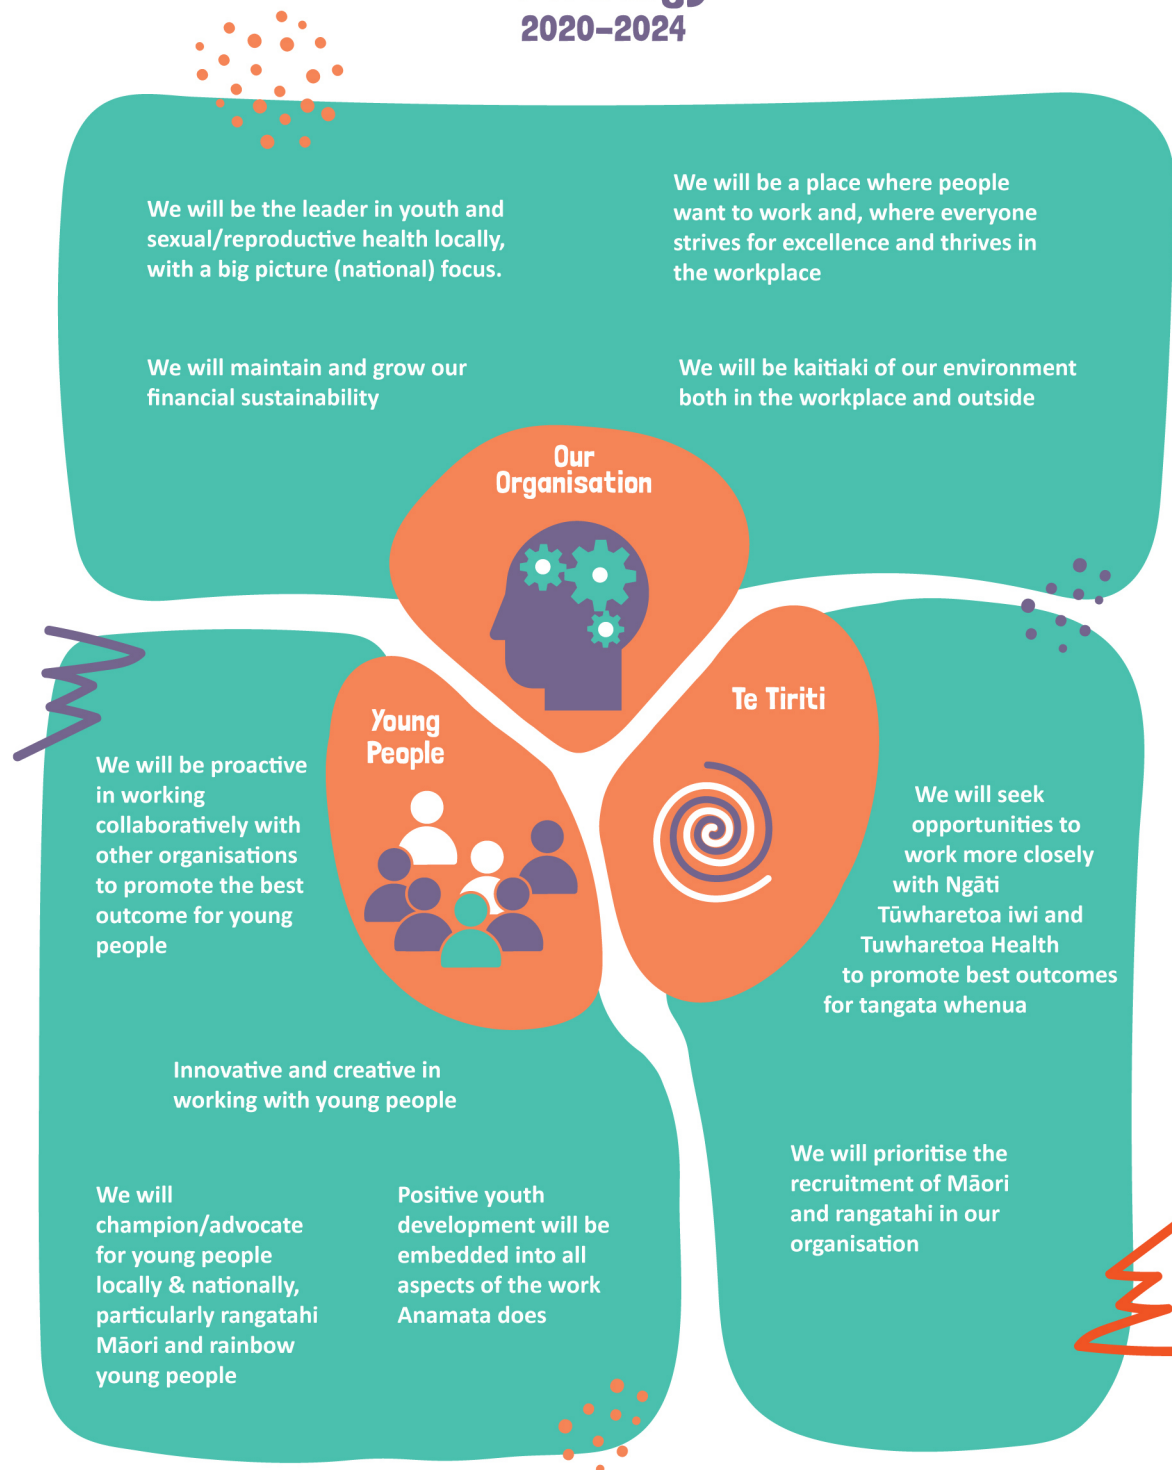 2020–2024
We will be the leader in youth and
sexual/reproductive health locally,
with a big picture (national) focus.
We will be a place where people
want to work and, where everyone
strives for excellence and thrives in
the workplace
We will maintain and grow our
financial sustainability
We will be kaitiaki of our environment
both in the workplace and outside
Our
Organisation
Young
People
Te Tiriti
We will be proactive
in working
collaboratively with
other organisations
to promote the best
outcome for young
people
Innovative and creative in
working with young people
We will
champion/advocate
for young people
locally & nationally,
particularly rangatahi
Māori and rainbow
young people
Positive youth
development will be
embedded into all
aspects of the work
Anamata does
We will seek
opportunities to
work more closely
with Ngāti
Tūwharetoa iwi and
Tuwharetoa Health
to promote best outcomes
for tangata whenua
We will prioritise the
recruitment of Māori
and rangatahi in our
organisation